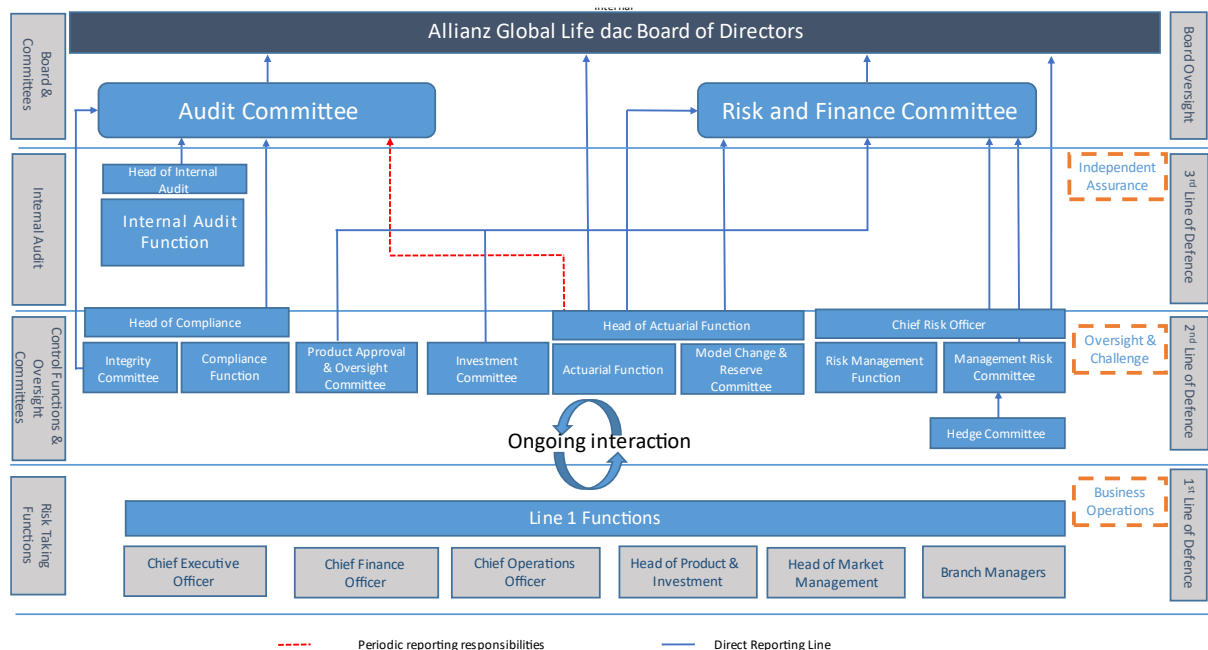 Internal
Allianz Global Life dac Board of Directors
Board &
Committees
Board Oversight
Audit Committee
Risk and Finance Committee
Internal Audit
Head of Internal
Audit
Internal Audit
Function
Independent
Assurance
3rd Line of Defence
Control Functions &
Oversight
Committees
Head of Compliance
Head of Actuarial Function
Chief Risk Officer
Integrity
Committee
Compliance
Function
Product Approval
& Oversight
Committee
Investment
Committee
Actuarial Function
Model Change &
Reserve
Committee
Risk Management
Function
Management Risk
Committee
Hedge Committee
Oversight &
Challenge
2nd Line of Defence
Ongoing interaction
Risk Taking
Functions
Line 1 Functions
Business
Operations
1st Line of Defence
Chief Executive
Officer
Chief Finance
Officer
Chief Operations
Officer
Head of Product &
Investment
Head of Market
Management
Branch Managers
Periodic reporting responsibilities
Direct Reporting Line